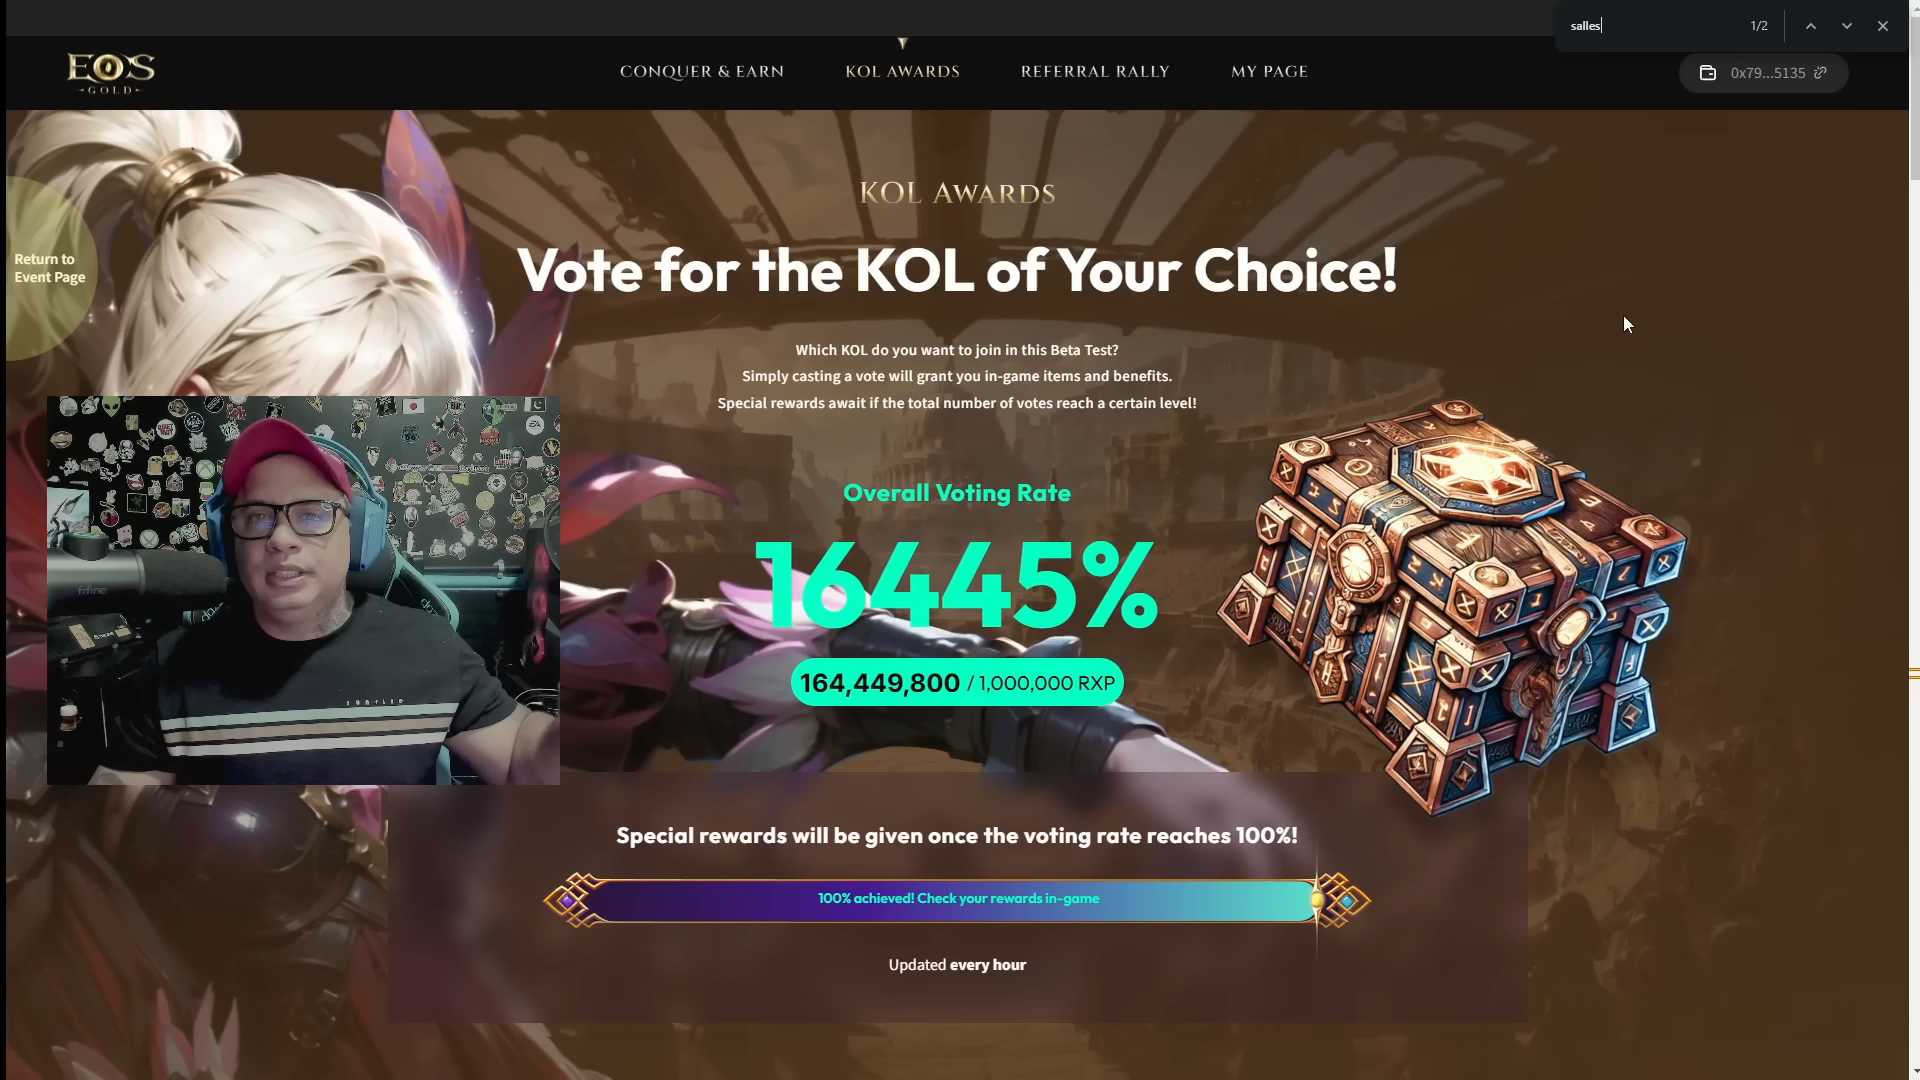 salles
1/2
EOS
GOLD
CONQUER & EARN
KOL AWARDS
REFERRAL RALLY
MY PAGE
0x79...5135
KOL AWARDS
Vote for the KOL of Your Choice!
Return to
Event Page
Which KOL do you want to join in this Beta Test?
Simply casting a vote will grant you in-game items and benefits.
Special rewards await if the total number of votes reach a certain level!
Overall Voting Rate
16445%
164,449,800 / 1,000,000 RXP
fifine
EA
sunrise
Special rewards will be given once the voting rate reaches 100%!
100% achieved! Check your rewards in-game
Updated every hour